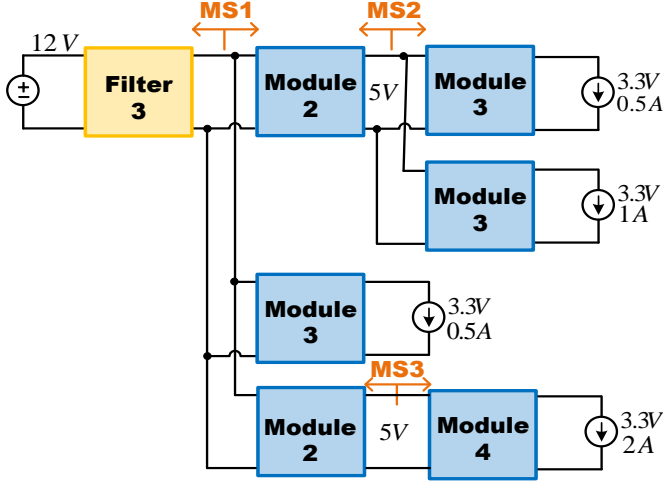 MS1
MS2
12V
Filter
3
Module
2
5V
Module
3
3.3V
0.5A
Module
3
3.3V
1A
Module
3
3.3V
0.5A
MS3
Module
2
5V
Module
4
3.3V
2A